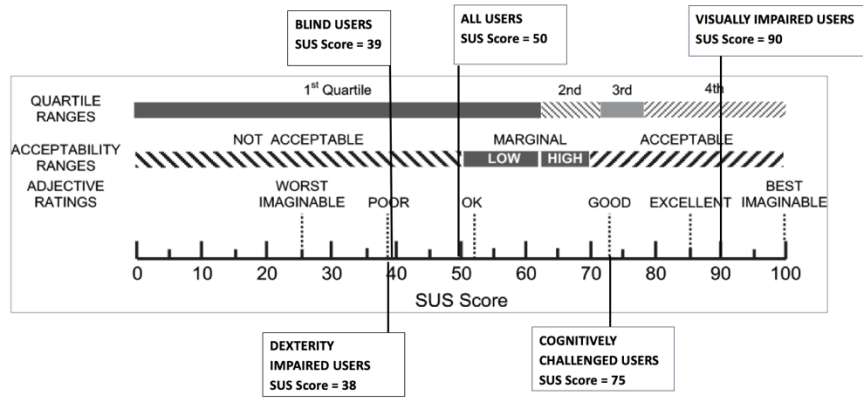 BLIND USERS
SUS Score = 39
ALL USERS
SUS Score = 50
VISUALLY IMPAIRED USERS
SUS Score = 90
QUARTILE RANGES
1st Quartile
2nd
3rd
4th
ACCEPTABILITY RANGES
NOT ACCEPTABLE
MARGINAL
LOW
HIGH
ACCEPTABLE
ADJECTIVE RATINGS
WORST IMAGINABLE
POOR
OK
GOOD
EXCELLENT
BEST IMAGINABLE
0 10 20 30 40 50 60 70 80 90 100
SUS Score
DEXTERITY
IMPAIRED USERS
SUS Score = 38
COGNITIVELY
CHALLENGED USERS
SUS Score = 75